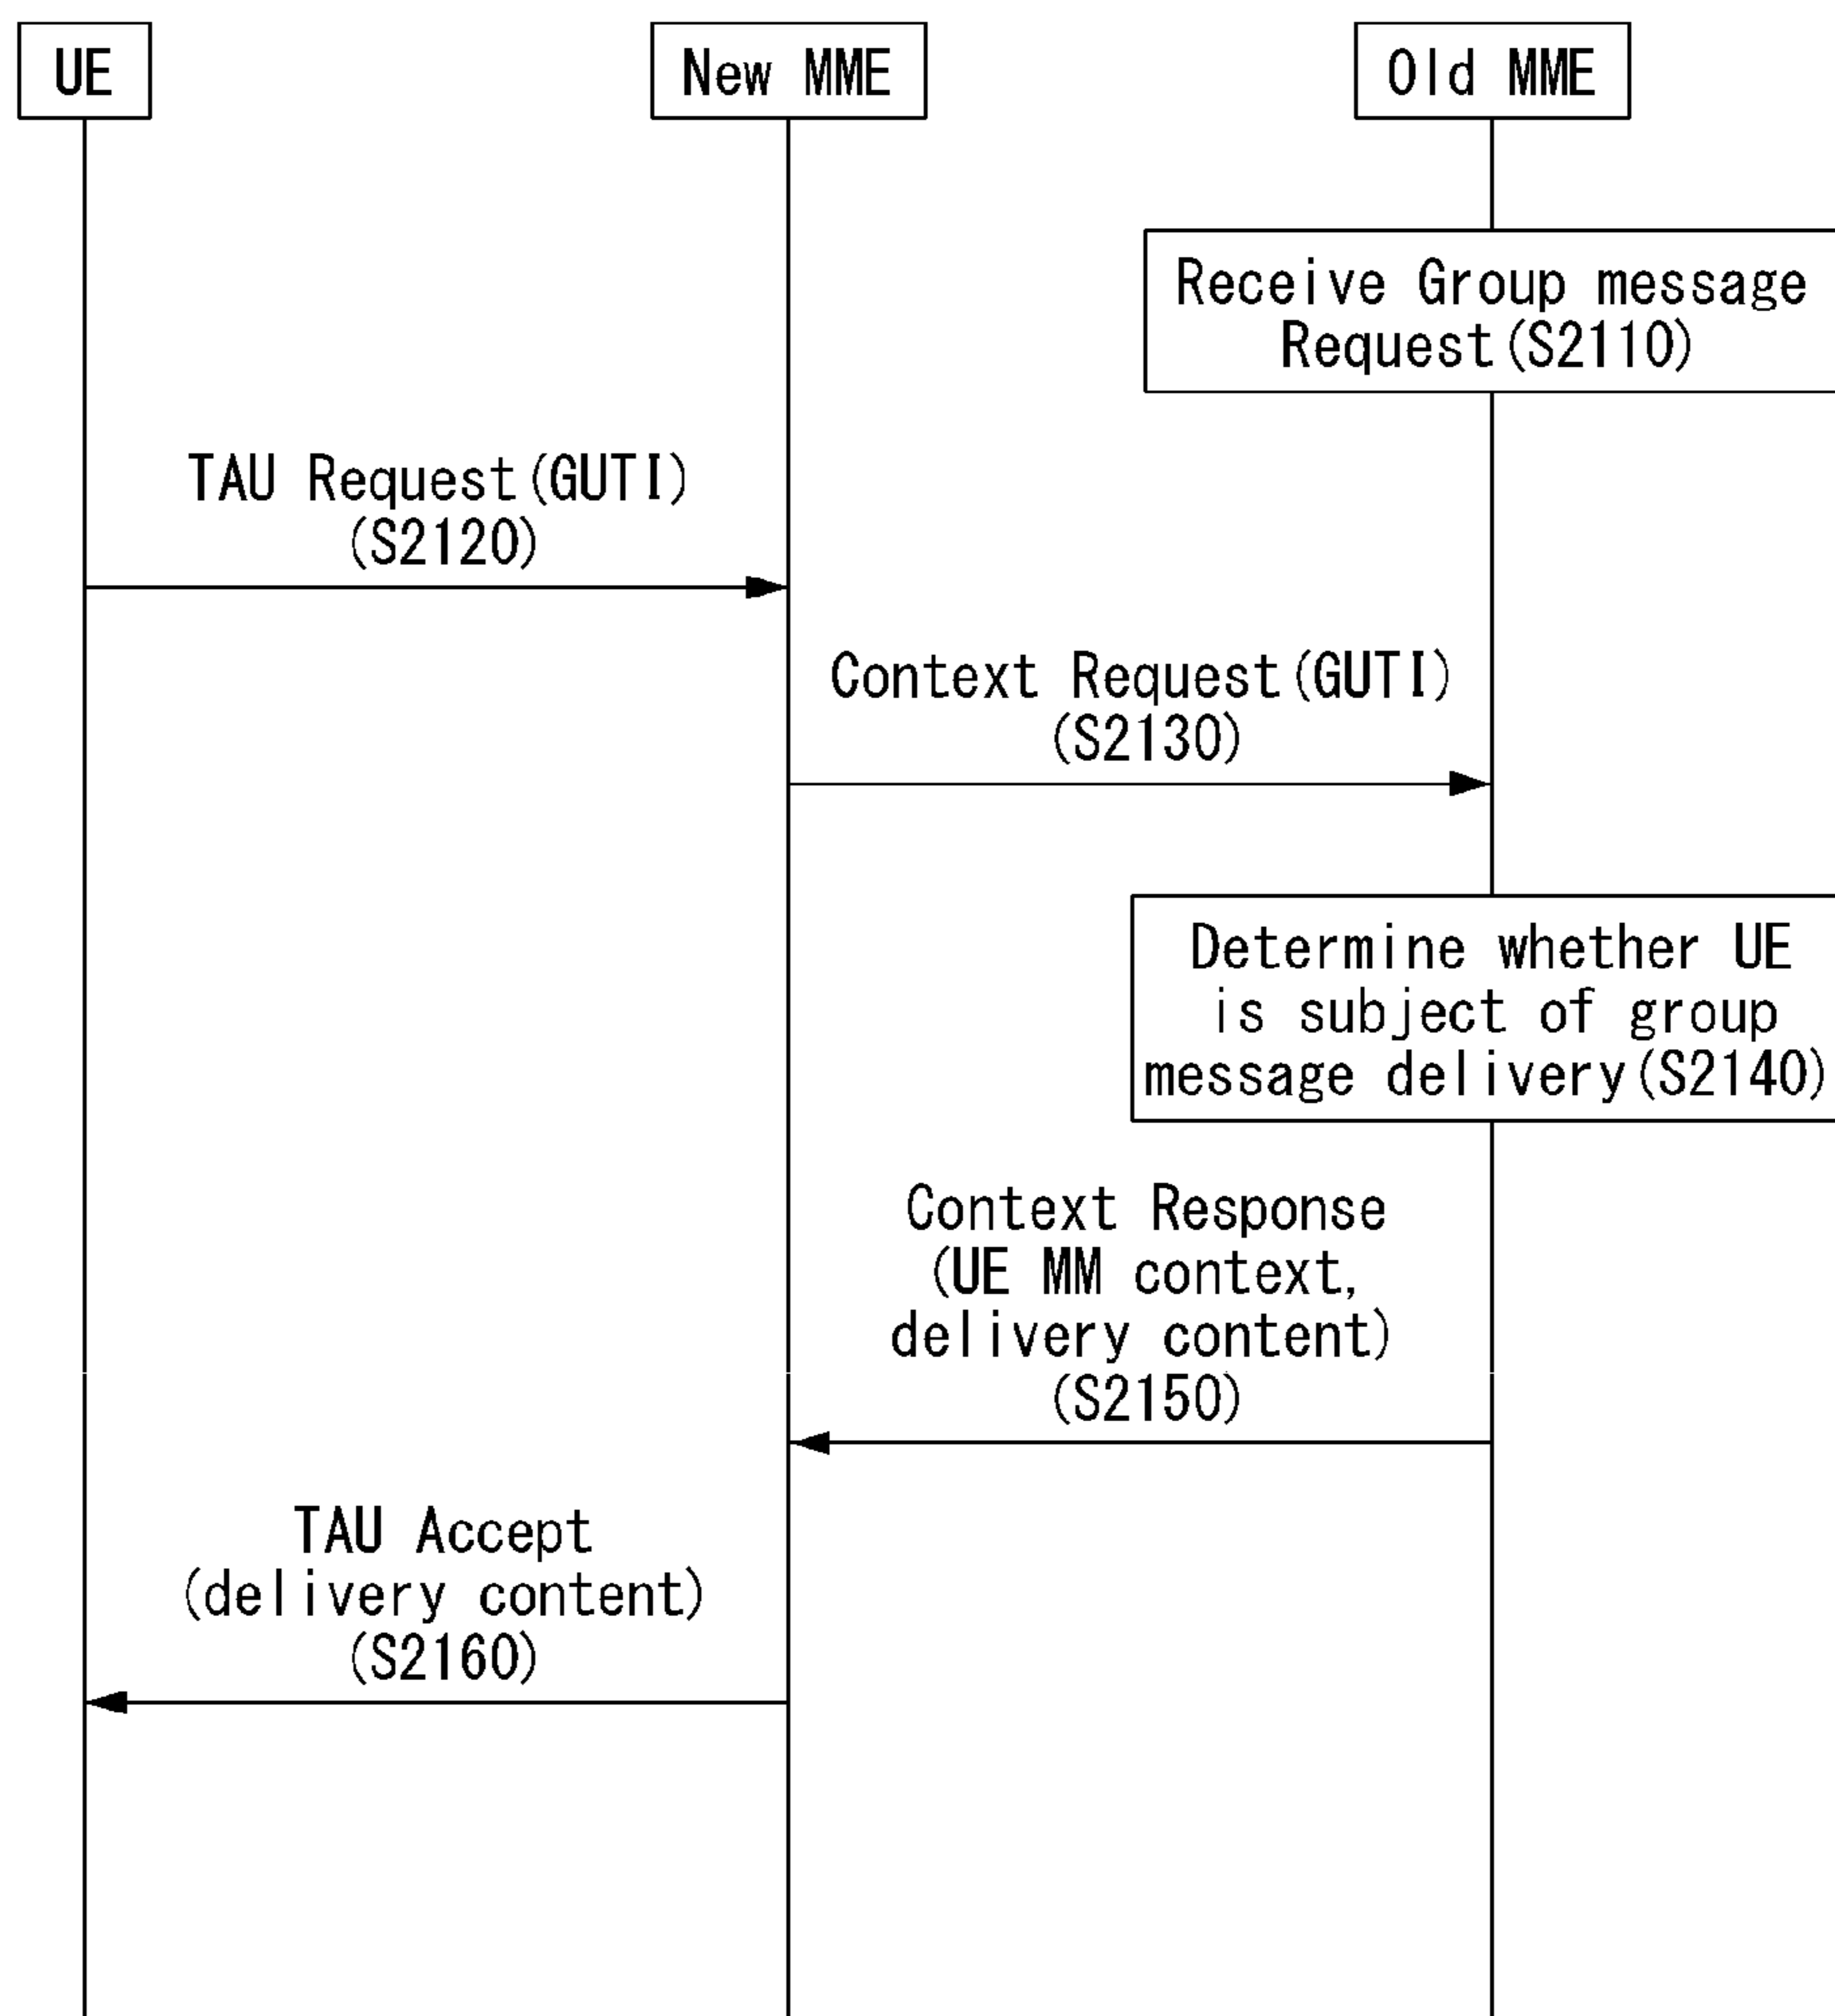 UE
New MME
Old MME
Receive Group message
Request(S2110)
TAU Request(GUTI)
(S2120)
Context Request(GUTI)
(S2130)
Determine whether UE
is subject of group
message delivery(S2140)
Context Response
(UE MM context,
delivery content)
(S2150)
TAU Accept
(delivery content)
(S2160)